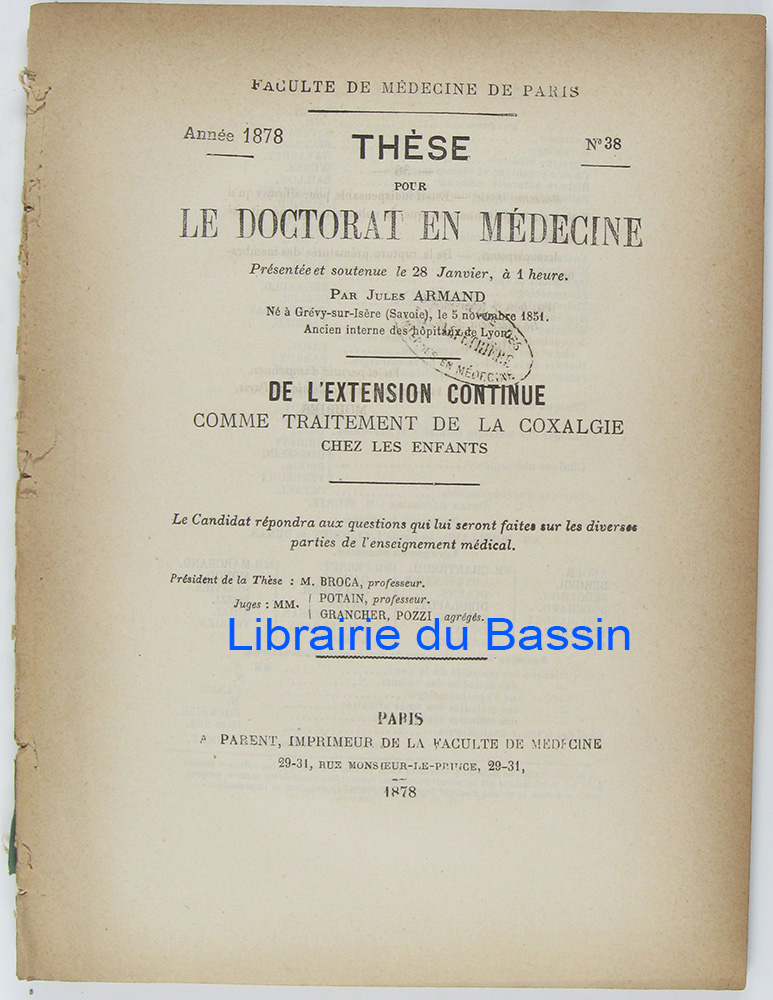 FACULTE DE MÉDECINE DE PARIS
Année 1878
THÈSE
Nº 38
POUR
LE DOCTORAT EN MÉDECINE
Présentée et soutenue le 28 Janvier, à 1 heure.
PAR JULES ARMAND
Né à Grévy-sur-Isère (Savoie), le 5 novembre 1851.
Ancien interne des hôpitaux de Lyon.
EN MÉDECINE
DE L'EXTENSION CONTINUE
COMME TRAITEMENT DE LA COXALGIE
CHEZ LES ENFANTS
Le Candidat répondra aux questions qui lui seront faites sur les diverses
parties de l'enseignement médical.
Président de la Thèse : M. BROCA, professeur.
Juges : MM. POTAIN, professeur.
GRANCHER, POZZI agrégés.
Librairie du Bassin
PARIS
A PARENT, IMPRIMEUR DE LA FACULTE DE MEDECINE
29-31, RUE MONSIEUR-LE-PRINCE, 29-31,
1878